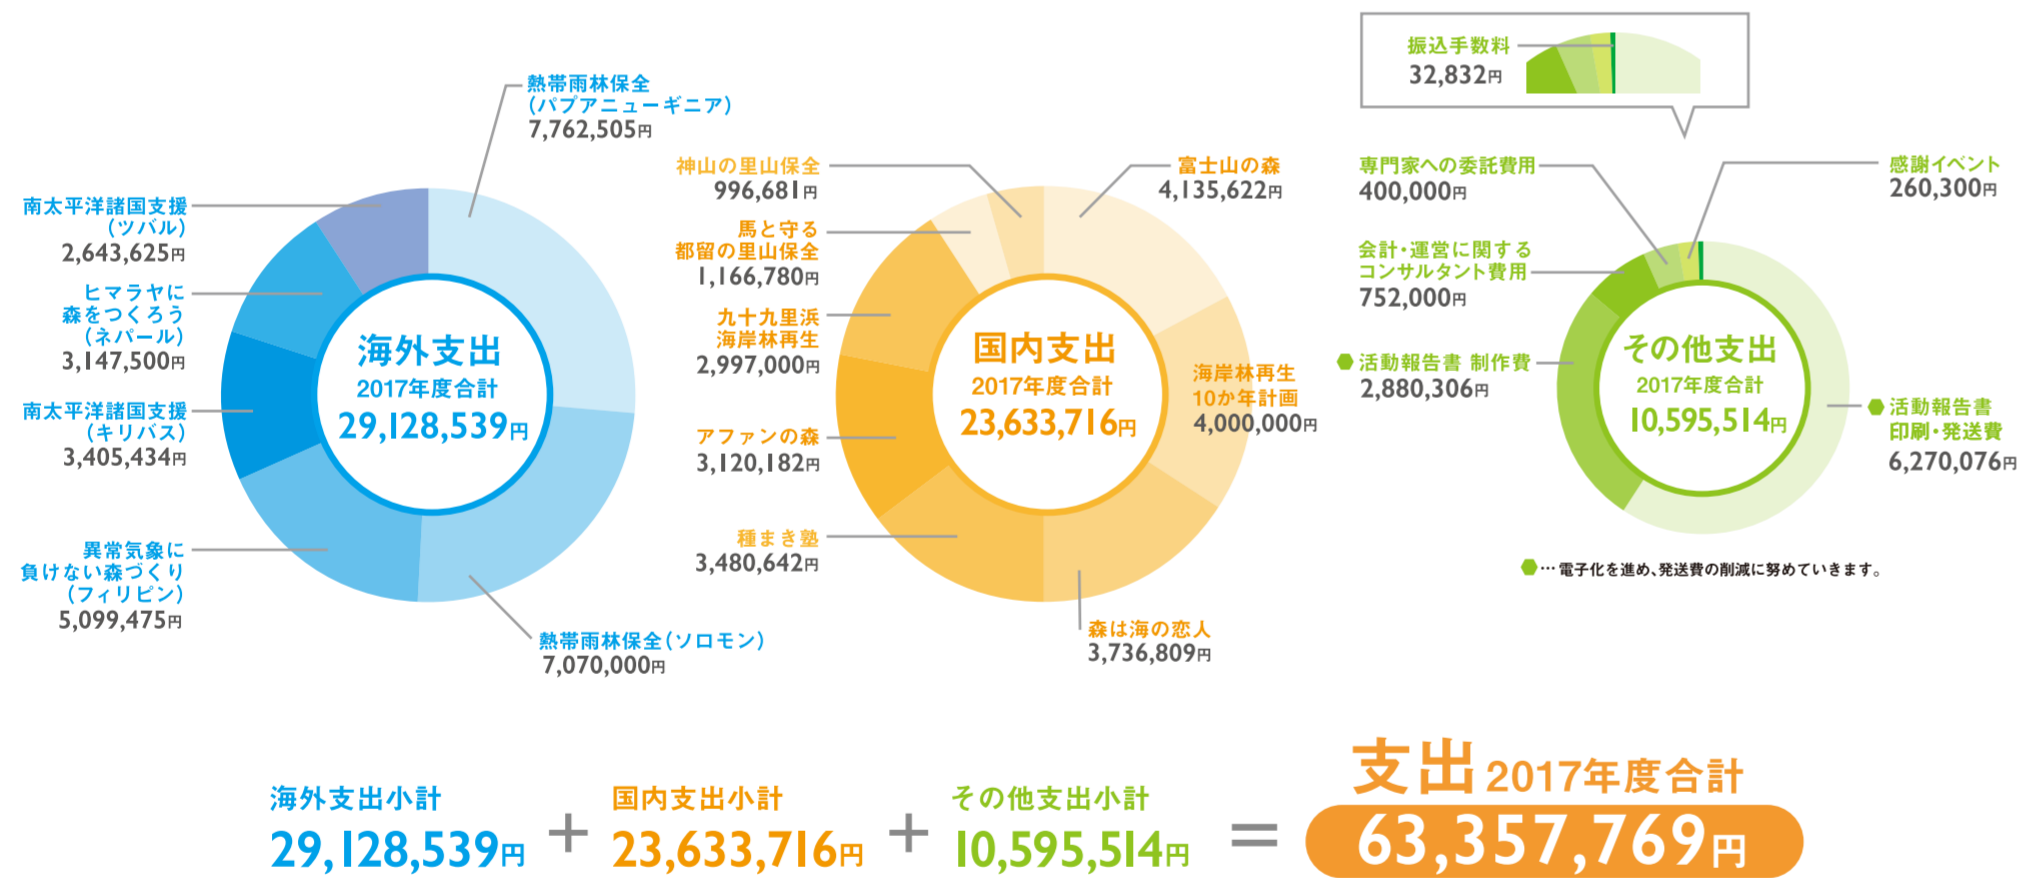 熱帯雨林保全
(パプアニューギニア)
7,762,505円
南太平洋諸国支援
(ツバル)
2,643,625円
ヒマラヤに
森をつくろう
(ネパール)
3,147,500円
南太平洋諸国支援
(キリバス)
3,405,434円
異常気象に
負けない森づくり
(フィリピン)
5,099,475円
熱帯雨林保全(ソロモン)
7,070,000円
海外支出
2017年度合計
29,128,539円
神山の里山保全
996,681円
馬と守る
都留の里山保全
1,166,780円
九十九里浜
海岸林再生
2,997,000円
アファンの森
3,120,182円
種まき塾
3,480,642円
富士山の森
4,135,622円
海岸林再生
10か年計画
4,000,000円
森は海の恋人
3,736,809円
国内支出
2017年度合計
23,633,716円
振込手数料
32,832円
専門家への委託費用
400,000円
会計・運営に関する
コンサルタント費用
752,000円
活動報告書 制作費
2,880,306円
感謝イベント
260,300円
活動報告書
印刷・発送費
6,270,076円
その他支出
2017年度合計
10,595,514円
…電子化を進め、発送費の削減に努めていきます。
海外支出小計
29,128,539円
+
国内支出小計
23,633,716円
+
その他支出小計
10,595,514円
=
支出2017年度合計
63,357,769円